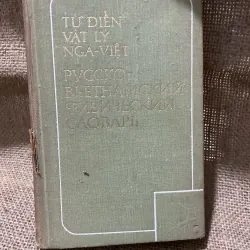 TỪ ĐIỂN
VẬT LÝ
NGA-VIỆT
РУССКО-
ВЬЕТНАМСКИЙ
ФИЗИЧЕСКИЙ
СЛОВАРЬ